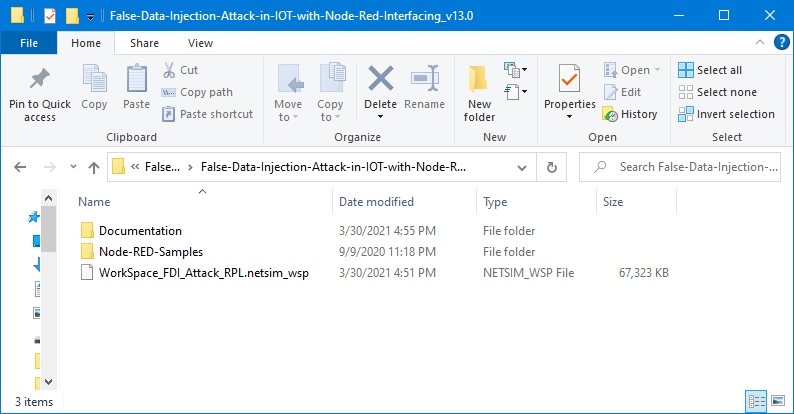 False-Data-Injection-Attack-in-IOT-with-Node-Red-Interfacing_v13.0
File Home Share View
Pin to Quick access
Copy
Paste
Cut
Copy path
Paste shortcut
Clipboard
Move to
Copy to
Delete
Rename
Organize
New folder
New
Properties
Open
Edit
History
Open
Select all
Select none
Invert selection
Select
False... False-Data-Injection-Attack-in-IOT-with-Node-R...
Search False-Data-Injection-...
Name Date modified Type Size
Documentation 3/30/2021 4:55 PM File folder
Node-RED-Samples 9/9/2020 11:18 PM File folder
WorkSpace_FDI_Attack_RPL.netsim_wsp 3/30/2021 4:51 PM NETSIM_WSP File 67,323 KB
3 items